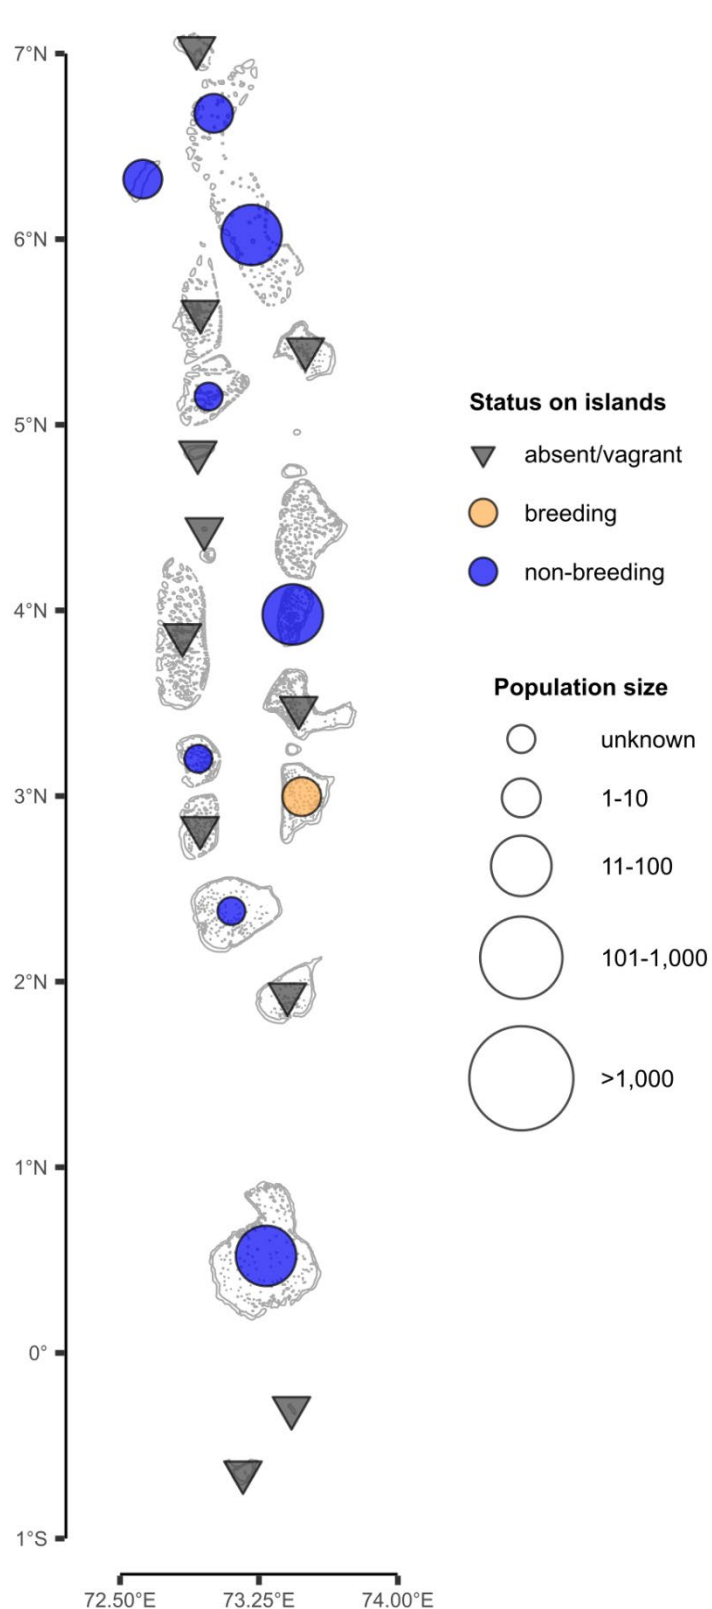 7°N
6°N
5°N
4°N
3°N
2°N
1°N
0°
1°S
72.50°E 73.25°E 74.00°E
Status on islands
absent/vagrant
breeding
non-breeding
Population size
unknown
1-10
11-100
101-1,000
>1,000